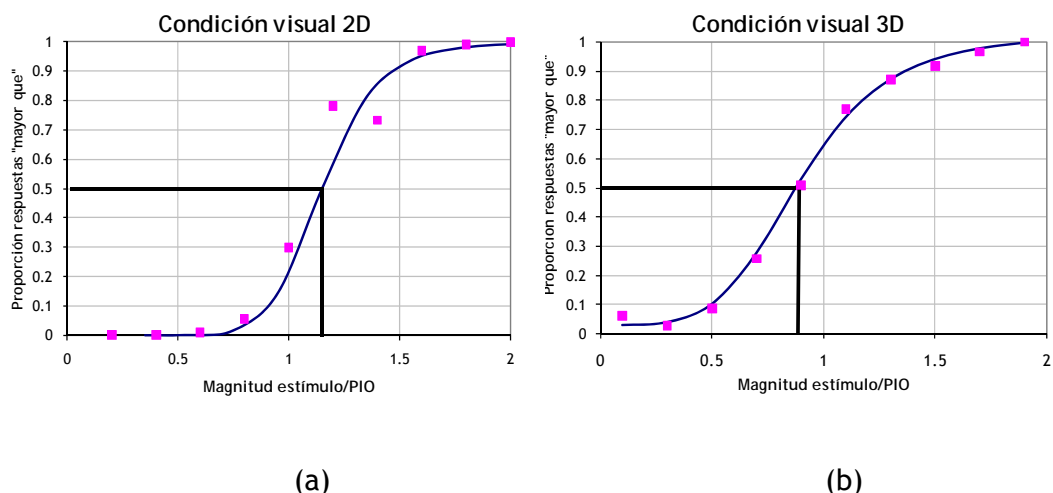 Condición visual 2D
Proporción respuestas "mayor que"
1
0.9
0.8
0.7
0.6
0.5
0.4
0.3
0.2
0.1
0
0 0.5 1 1.5 2
Magnitud estímulo/PIO
(a)
Condición visual 3D
Proporcion respuestas "mayor que"
1
0.9
0.8
0.7
0.6
0.5
0.4
0.3
0.2
0.1
0
0 0.5 1 1.5 2
Magnitud estímulo/PIO
(b)